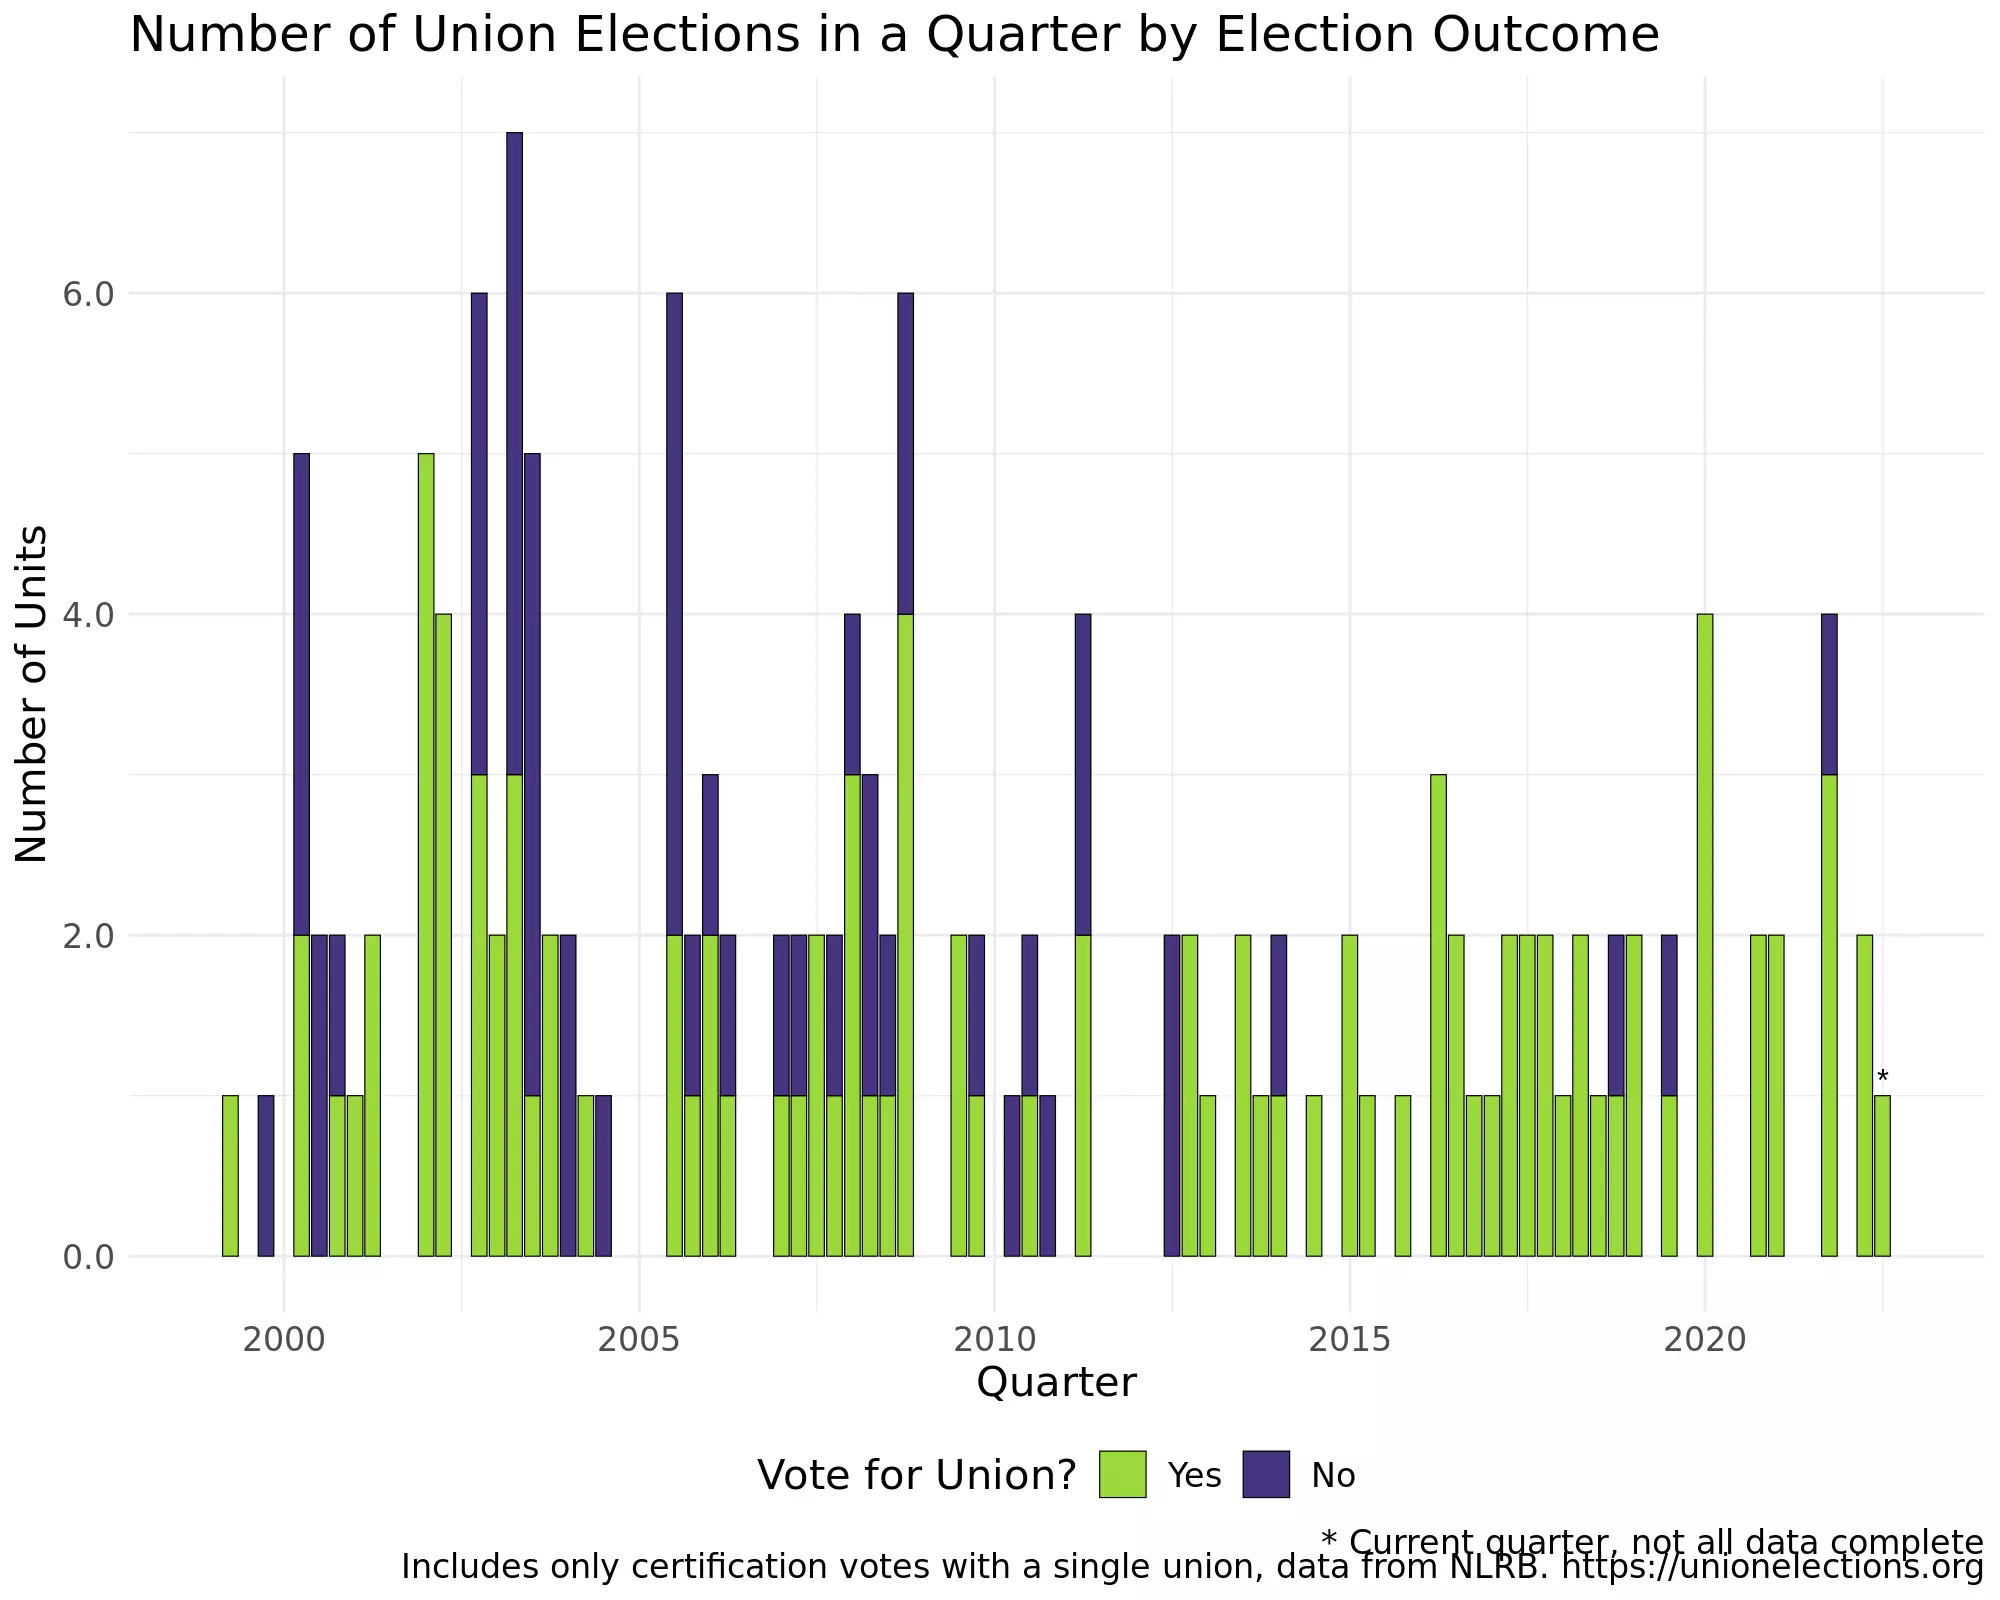 Number of Union Elections in a Quarter by Election Outcome
Number of Units
6.0
4.0
2.0
0.0
*
2000 2005 2010 2015 2020
Quarter
Vote for Union? Yes No
* Current quarter, not all data complete
Includes only certification votes with a single union, data from NLRB. https://unionelections.org